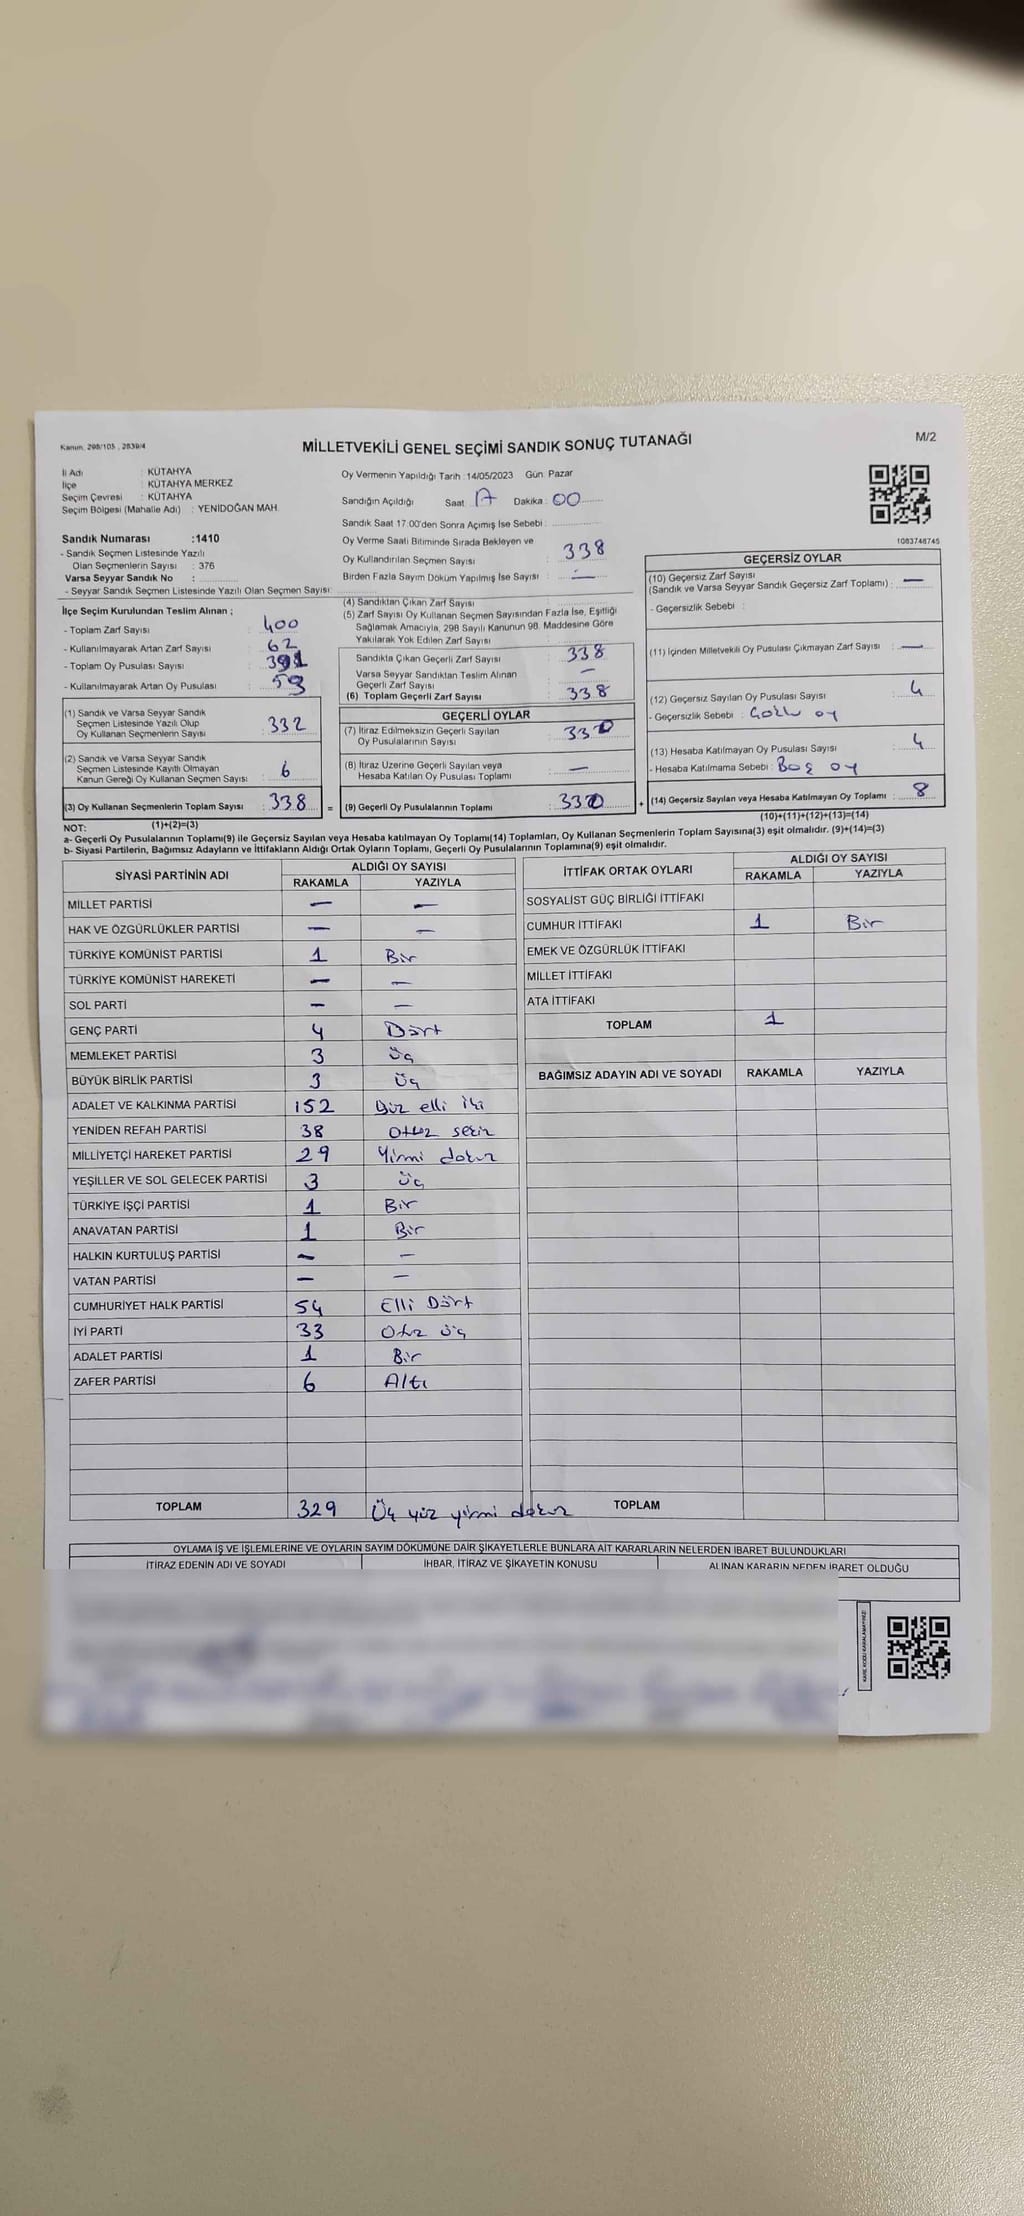 Kanun, 298/103 , 2839/4
MİLLETVEKİLİ GENEL SEÇİMİ SANDIK SONUÇ TUTANAĞI
M/2
İl Adı : KÜTAHYA
İlçe : KÜTAHYA MERKEZ
Seçim Çevresi : KÜTAHYA
Seçim Bölgesi (Mahalle Adı) : YENİDOĞAN MAH.
Oy Vermenin Yapıldığı Tarih :14/05/2023 Gün: Pazar
Sandığın Açıldığı Saat Dakika : 00
Sandık Saat 17.00'den Sonra Açımış İse Sebebi :
Oy Verme Saati Bitiminde Sırada Bekleyen ve
Oy Kullandırılan Seçmen Sayısı : 338
Birden Fazla Sayım Döküm Yapılmış İse Sayısı : —
1083748745
Sandık Numarası :1410
- Sandık Seçmen Listesinde Yazılı
Olan Seçmenlerin Sayısı : 376
Varsa Seyyar Sandık No :
- Seyyar Sandık Seçmen Listesinde Yazılı Olan Seçmen Sayısı:
İlçe Seçim Kurulundan Teslim Alınan ;
- Toplam Zarf Sayısı : 400
- Kullanılmayarak Artan Zarf Sayısı : 62
- Toplam Oy Pusulası Sayısı : 391
- Kullanılmayarak Artan Oy Pusulası : 53
(1) Sandık ve Varsa Seyyar Sandık
Seçmen Listesinde Yazılı Olup
Oy Kullanan Seçmenlerin Sayısı : 332
(2) Sandık ve Varsa Seyyar Sandık
Seçmen Listesinde Kayıtlı Olmayan
Kanun Gereği Oy Kullanan Seçmen Sayısı : 6
(3) Oy Kullanan Seçmenlerin Toplam Sayısı : 338 =
(1)+(2)=(3)
(4) Sandıktan Çıkan Zarf Sayısı
(5) Zarf Sayısı Oy Kullanan Seçmen Sayısından Fazla İse, Eşitliği
Sağlamak Amacıyla, 298 Sayılı Kanunun 98. Maddesine Göre
Yakılarak Yok Edilen Zarf Sayısı
Sandıkta Çıkan Geçerli Zarf Sayısı : 338
Varsa Seyyar Sandıktan Teslim Alınan
Geçerli Zarf Sayısı : —
(6) Toplam Geçerli Zarf Sayısı : 338
GEÇERLİ OYLAR
(7) İtiraz Edilmeksizin Geçerli Sayılan
Oy Pusulalarının Sayısı : 330
(8) İtiraz Üzerine Geçerli Sayılan veya
Hesaba Katılan Oy Pusulası Toplamı : —
(9) Geçerli Oy Pusulalarının Toplamı : 330 +
GEÇERSİZ OYLAR
(10) Geçersiz Zarf Sayısı
(Sandık ve Varsa Seyyar Sandık Geçersiz Zarf Toplamı) : —
- Geçersizlik Sebebi :
(11) İçinden Milletvekili Oy Pusulası Çıkmayan Zarf Sayısı : —
(12) Geçersiz Sayılan Oy Pusulası Sayısı : 4
- Geçersizlik Sebebi : oy
(13) Hesaba Katılmayan Oy Pusulası Sayısı : 4
- Hesaba Katılmama Sebebi : Boş oy
(14) Geçersiz Sayılan veya Hesaba Katılmayan Oy Toplamı : 8
(10)+(11)+(12)+(13)=(14)
NOT:
a- Geçerli Oy Pusulalarının Toplamı(9) ile Geçersiz Sayılan veya Hesaba katılmayan Oy Toplamı(14) Toplamları, Oy Kullanan Seçmenlerin Toplam Sayısına(3) eşit olmalıdır. (9)+(14)=(3)
b- Siyasi Partilerin, Bağımsız Adayların ve İttifakların Aldığı Ortak Oyların Toplamı, Geçerli Oy Pusulalarının Toplamına(9) eşit olmalıdır.
SİYASİ PARTİNİN ADI ALDIĞI OY SAYISI
RAKAMLA YAZIYLA
MİLLET PARTİSİ — —
HAK VE ÖZGÜRLÜKLER PARTİSİ — —
TÜRKİYE KOMÜNİST PARTİSİ 1 Bir
TÜRKİYE KOMÜNİST HAREKETİ — —
SOL PARTİ — —
GENÇ PARTİ 4 Dört
MEMLEKET PARTİSİ 3 Üç
BÜYÜK BİRLİK PARTİSİ 3 Üç
ADALET VE KALKINMA PARTİSİ 152 Yüz elli iki
YENİDEN REFAH PARTİSİ 38 Otuz sekiz
MİLLİYETÇİ HAREKET PARTİSİ 29 Yirmi dokuz
YEŞİLLER VE SOL GELECEK PARTİSİ 3 Üç
TÜRKİYE İŞÇİ PARTİSİ 1 Bir
ANAVATAN PARTİSİ 1 Bir
HALKIN KURTULUŞ PARTİSİ — —
VATAN PARTİSİ — —
CUMHURİYET HALK PARTİSİ 54 Elli Dört
İYİ PARTİ 33 Otuz üç
ADALET PARTİSİ 1 Bir
ZAFER PARTİSİ 6 Altı
TOPLAM 329 Üç yüz yirmi dokuz
İTTİFAK ORTAK OYLARI ALDIĞI OY SAYISI
RAKAMLA YAZIYLA
SOSYALİST GÜÇ BİRLİĞİ İTTİFAKI
CUMHUR İTTİFAKI 1 Bir
EMEK VE ÖZGÜRLÜK İTTİFAKI
MİLLET İTTİFAKI
ATA İTTİFAKI
TOPLAM 1
BAĞIMSIZ ADAYIN ADI VE SOYADI RAKAMLA YAZIYLA
TOPLAM
OYLAMA İŞ VE İŞLEMLERİNE VE OYLARIN SAYIM DÖKÜMÜNE DAİR ŞİKAYETLERLE BUNLARA AİT KARARLARIN NELERDEN İBARET BULUNDUKLARI
İTİRAZ EDENİN ADI VE SOYADI İHBAR, İTİRAZ VE ŞİKAYETİN KONUSU ALINAN KARARIN NEDEN İBARET OLDUĞU